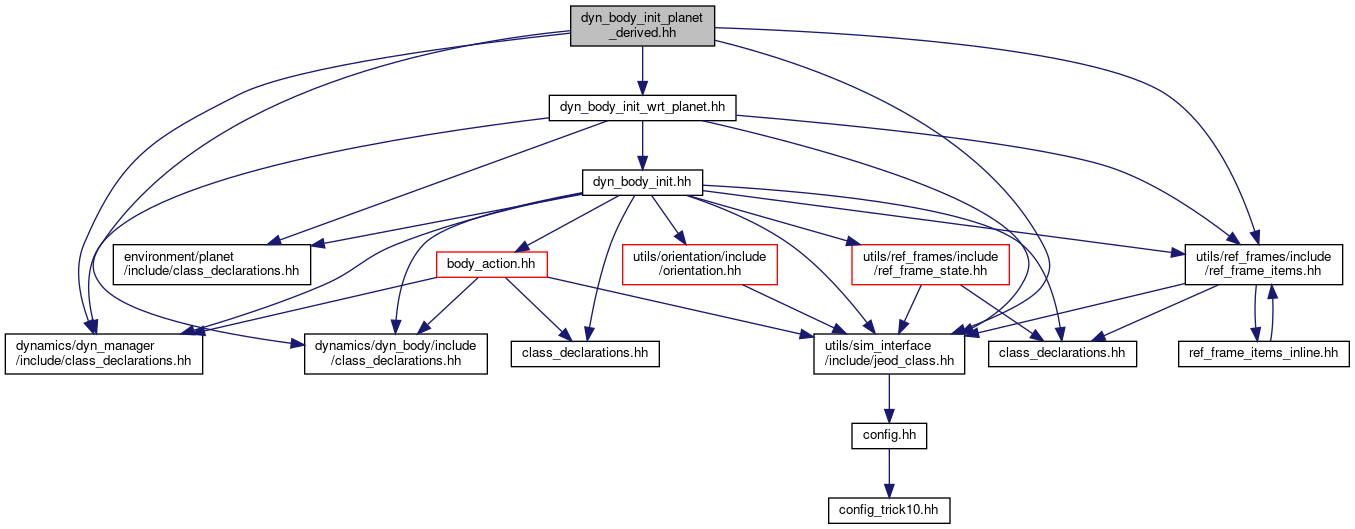 dyn_body_init_planet
_derived.hh
dyn_body_init_wrt_planet.hh
dyn_body_init.hh
environment/planet
/include/class_declarations.hh
body_action.hh
utils/orientation/include
/orientation.hh
utils/ref_frames/include
/ref_frame_state.hh
utils/ref_frames/include
/ref_frame_items.hh
dynamics/dyn_manager
/include/class_declarations.hh
dynamics/dyn_body/include
/class_declarations.hh
class_declarations.hh
utils/sim_interface
/include/jeod_class.hh
class_declarations.hh
ref_frame_items_inline.hh
config.hh
config_trick10.hh